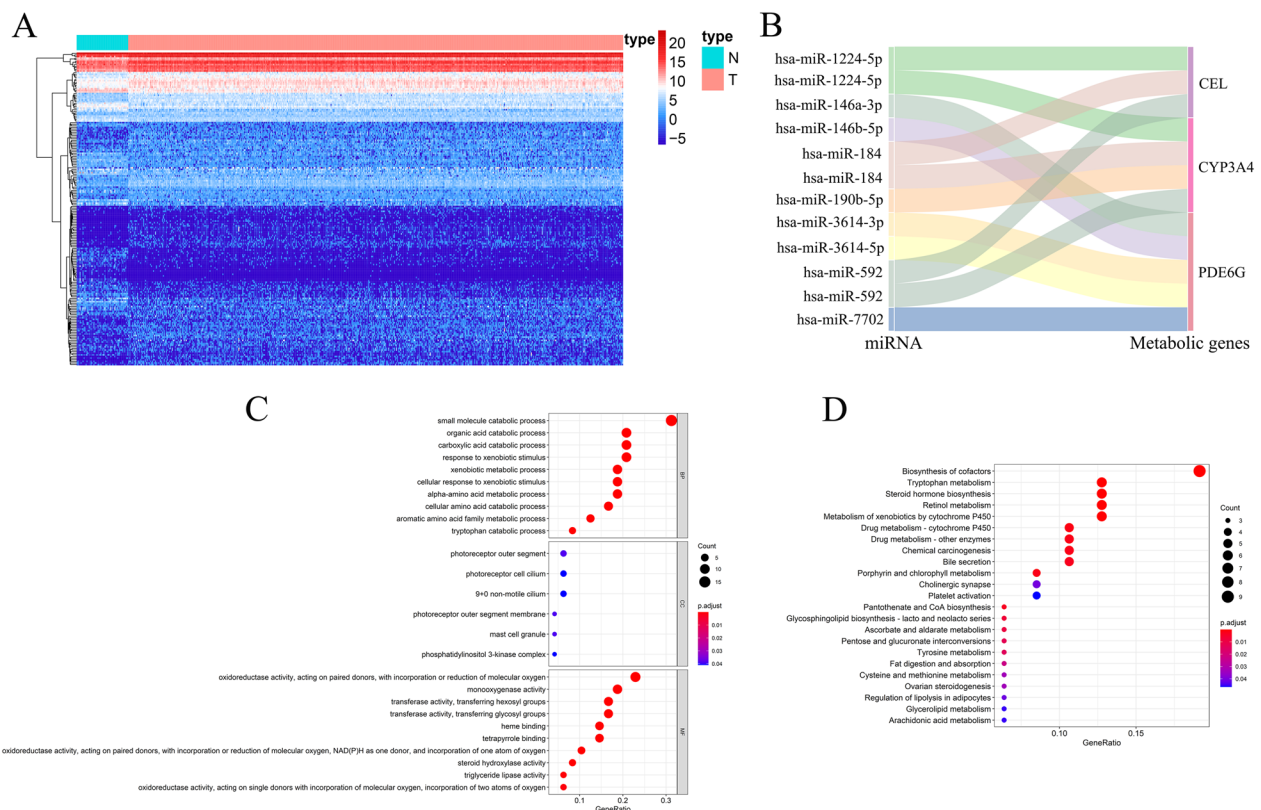 A
type
20
15
10
5
0
−5
type
N
T
B
hsa-miR-1224-5p
hsa-miR-1224-5p
hsa-miR-146a-3p
hsa-miR-146b-5p
hsa-miR-184
hsa-miR-184
hsa-miR-190b-5p
hsa-miR-3614-3p
hsa-miR-3614-5p
hsa-miR-592
hsa-miR-592
hsa-miR-7702
CEL
CYP3A4
PDE6G
miRNA
Metabolic genes
C
small molecule catabolic process
organic acid catabolic process
carboxylic acid catabolic process
response to xenobiotic stimulus
xenobiotic metabolic process
cellular response to xenobiotic stimulus
alpha-amino acid metabolic process
cellular amino acid catabolic process
aromatic amino acid family metabolic process
tryptophan catabolic process
BP
photoreceptor outer segment
photoreceptor cell cilium
9+0 non-motile cilium
photoreceptor outer segment membrane
mast cell granule
phosphatidylinositol 3-kinase complex
CC
oxidoreductase activity, acting on paired donors, with incorporation or reduction of molecular oxygen
monooxygenase activity
transferase activity, transferring hexosyl groups
transferase activity, transferring glycosyl groups
heme binding
tetrapyrrole binding
oxidoreductase activity, acting on paired donors, with incorporation or reduction of molecular oxygen, NAD(P)H as one donor, and incorporation of one atom of oxygen
steroid hydroxylase activity
triglyceride lipase activity
oxidoreductase activity, acting on single donors with incorporation of molecular oxygen, incorporation of two atoms of oxygen
MF
0.1 0.2 0.3
GeneRatio
Count
5
10
15
p.adjust
0.01
0.02
0.03
0.04
D
Biosynthesis of cofactors
Tryptophan metabolism
Steroid hormone biosynthesis
Retinol metabolism
Metabolism of xenobiotics by cytochrome P450
Drug metabolism - cytochrome P450
Drug metabolism - other enzymes
Chemical carcinogenesis
Bile secretion
Porphyrin and chlorophyll metabolism
Cholinergic synapse
Platelet activation
Pantothenate and CoA biosynthesis
Glycosphingolipid biosynthesis - lacto and neolacto series
Ascorbate and aldarate metabolism
Pentose and glucuronate interconversions
Tyrosine metabolism
Fat digestion and absorption
Cysteine and methionine metabolism
Ovarian steroidogenesis
Regulation of lipolysis in adipocytes
Glycerolipid metabolism
Arachidonic acid metabolism
0.10 0.15
GeneRatio
Count
3
4
5
6
7
8
9
p.adjust
0.01
0.02
0.03
0.04